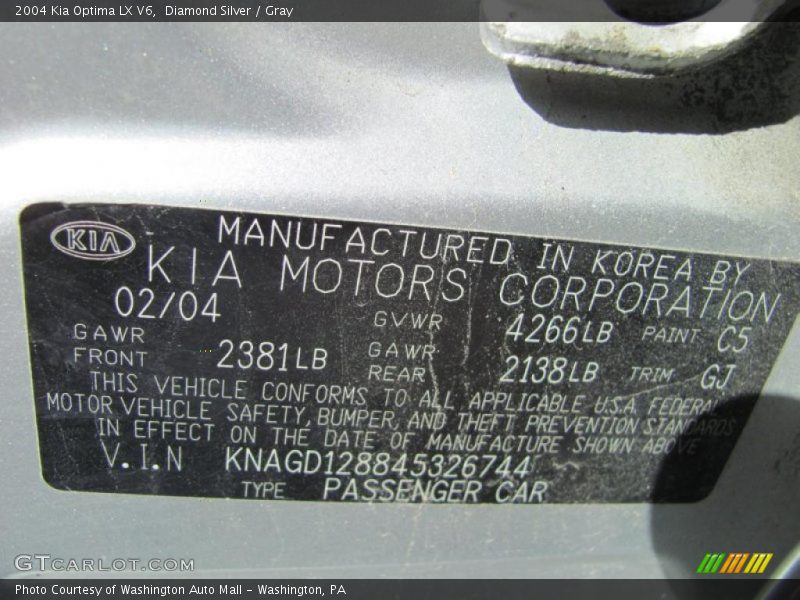 2004 Kia Optima LX V6,  Diamond Silver / Gray
KIA MANUFACTURED IN KOREA BY
KIA MOTORS CORPORATION
02/04 GVWR 4266LB PAINT C5
GAWR FRONT 2381LB GAWR REAR 2138LB TRIM GJ
THIS VEHICLE CONFORMS TO ALL APPLICABLE U.S.A. FEDERAL
MOTOR VEHICLE SAFETY, BUMPER, AND THEFT PREVENTION STANDARDS
IN EFFECT ON THE DATE OF MANUFACTURE SHOWN ABOVE
V.I.N KNAGD128845326744
TYPE PASSENGER CAR
GTCARLOT.COM
Photo Courtesy of Washington Auto Mall - Washington, PA